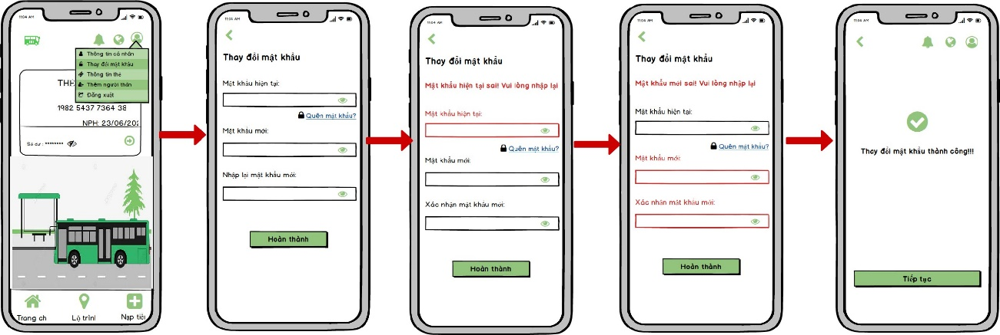 11:04 AM
Thông tin cá nhân
Thay đổi mật khẩu
Thông tin thẻ
Thêm người thân
Đăng xuất
THẺ
1982 5437 7364 38
NPH: 23/06/202
Số dư : ********
Trang ch
Lộ trìnl
Nạp tiền
11:04 AM
Thay đổi mật khẩu
Mật khẩu hiện tại:
Quên mật khẩu?
Mật khẩu mới:
Nhập lại mật khẩu mới:
Hoàn thành
11:04 AM
Thay đổi mật khẩu
Mật khẩu hiện tại sai! Vui lòng nhập lại
Mật khẩu hiện tại:
Quên mật khẩu?
Mật khẩu mới:
Xác nhận mật khẩu mới:
Hoàn thành
11:04 AM
Thay đổi mật khẩu
Mật khẩu mới sai! Vui lòng nhập lại
Mật khẩu hiện tại:
Quên mật khẩu?
Mật khẩu mới:
Xác nhận mật khẩu mới:
Hoàn thành
11:04 AM
Thay đổi mật khẩu thành công!!!
Tiếp tục